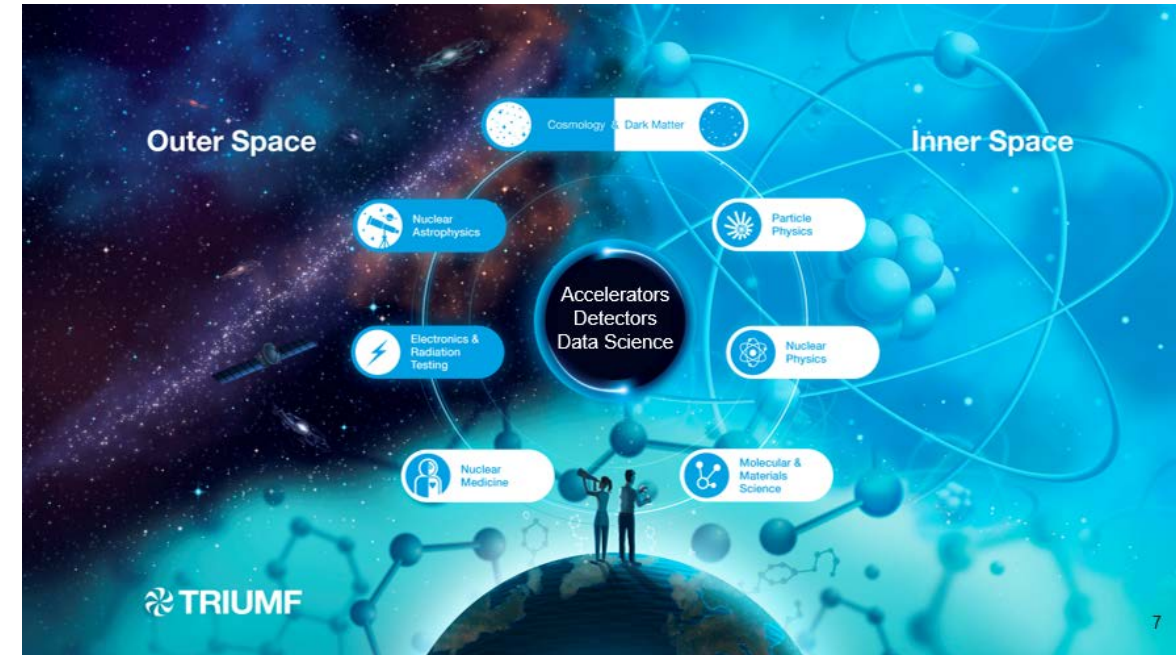 Outer Space
Inner Space
Cosmology & Dark Matter
Nuclear
Astrophysics
Particle
Physics
Accelerators
Detectors
Data Science
Electronics &
Radiation
Testing
Nuclear
Physics
Nuclear
Medicine
Molecular &
Materials
Science
TRIUMF
7